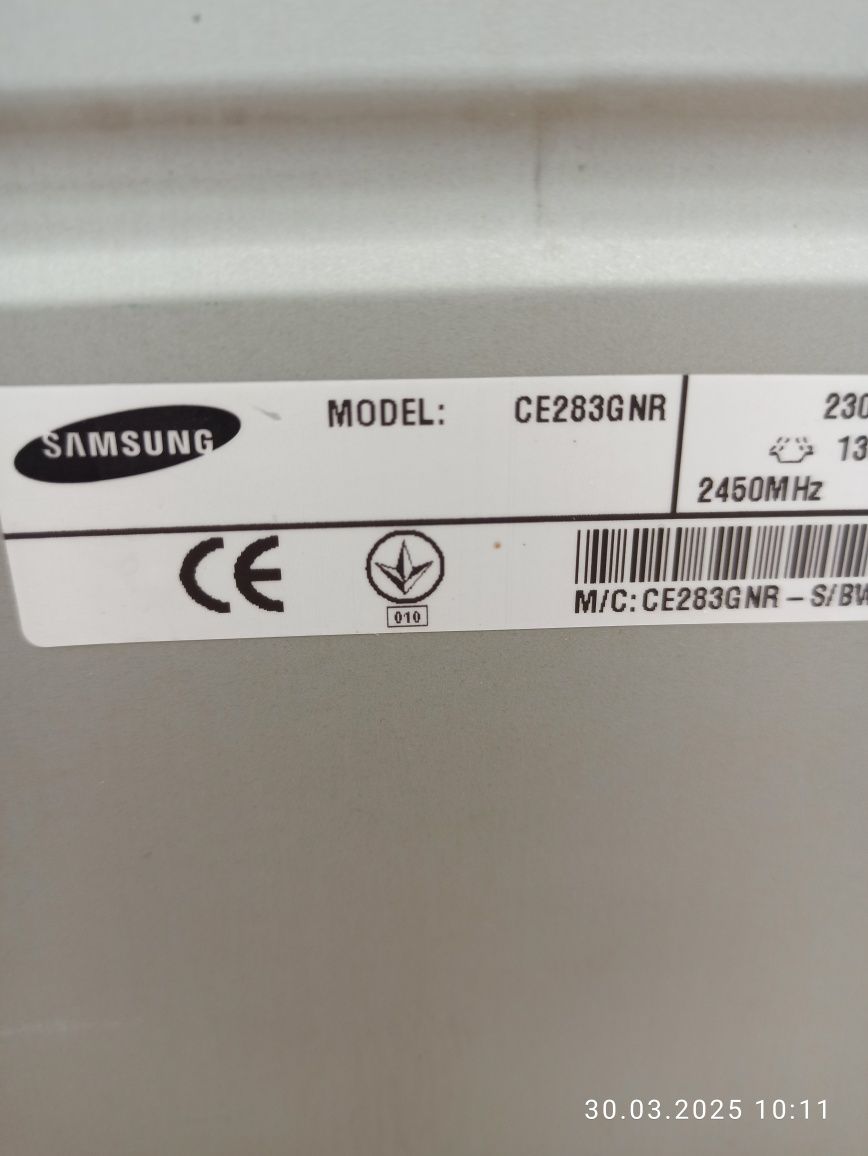 SAMSUNG
MODEL: CE283GNR
230
13
2450MHz
CE
010
M/C: CE283GNR - S/BW
30.03.2025 10:11